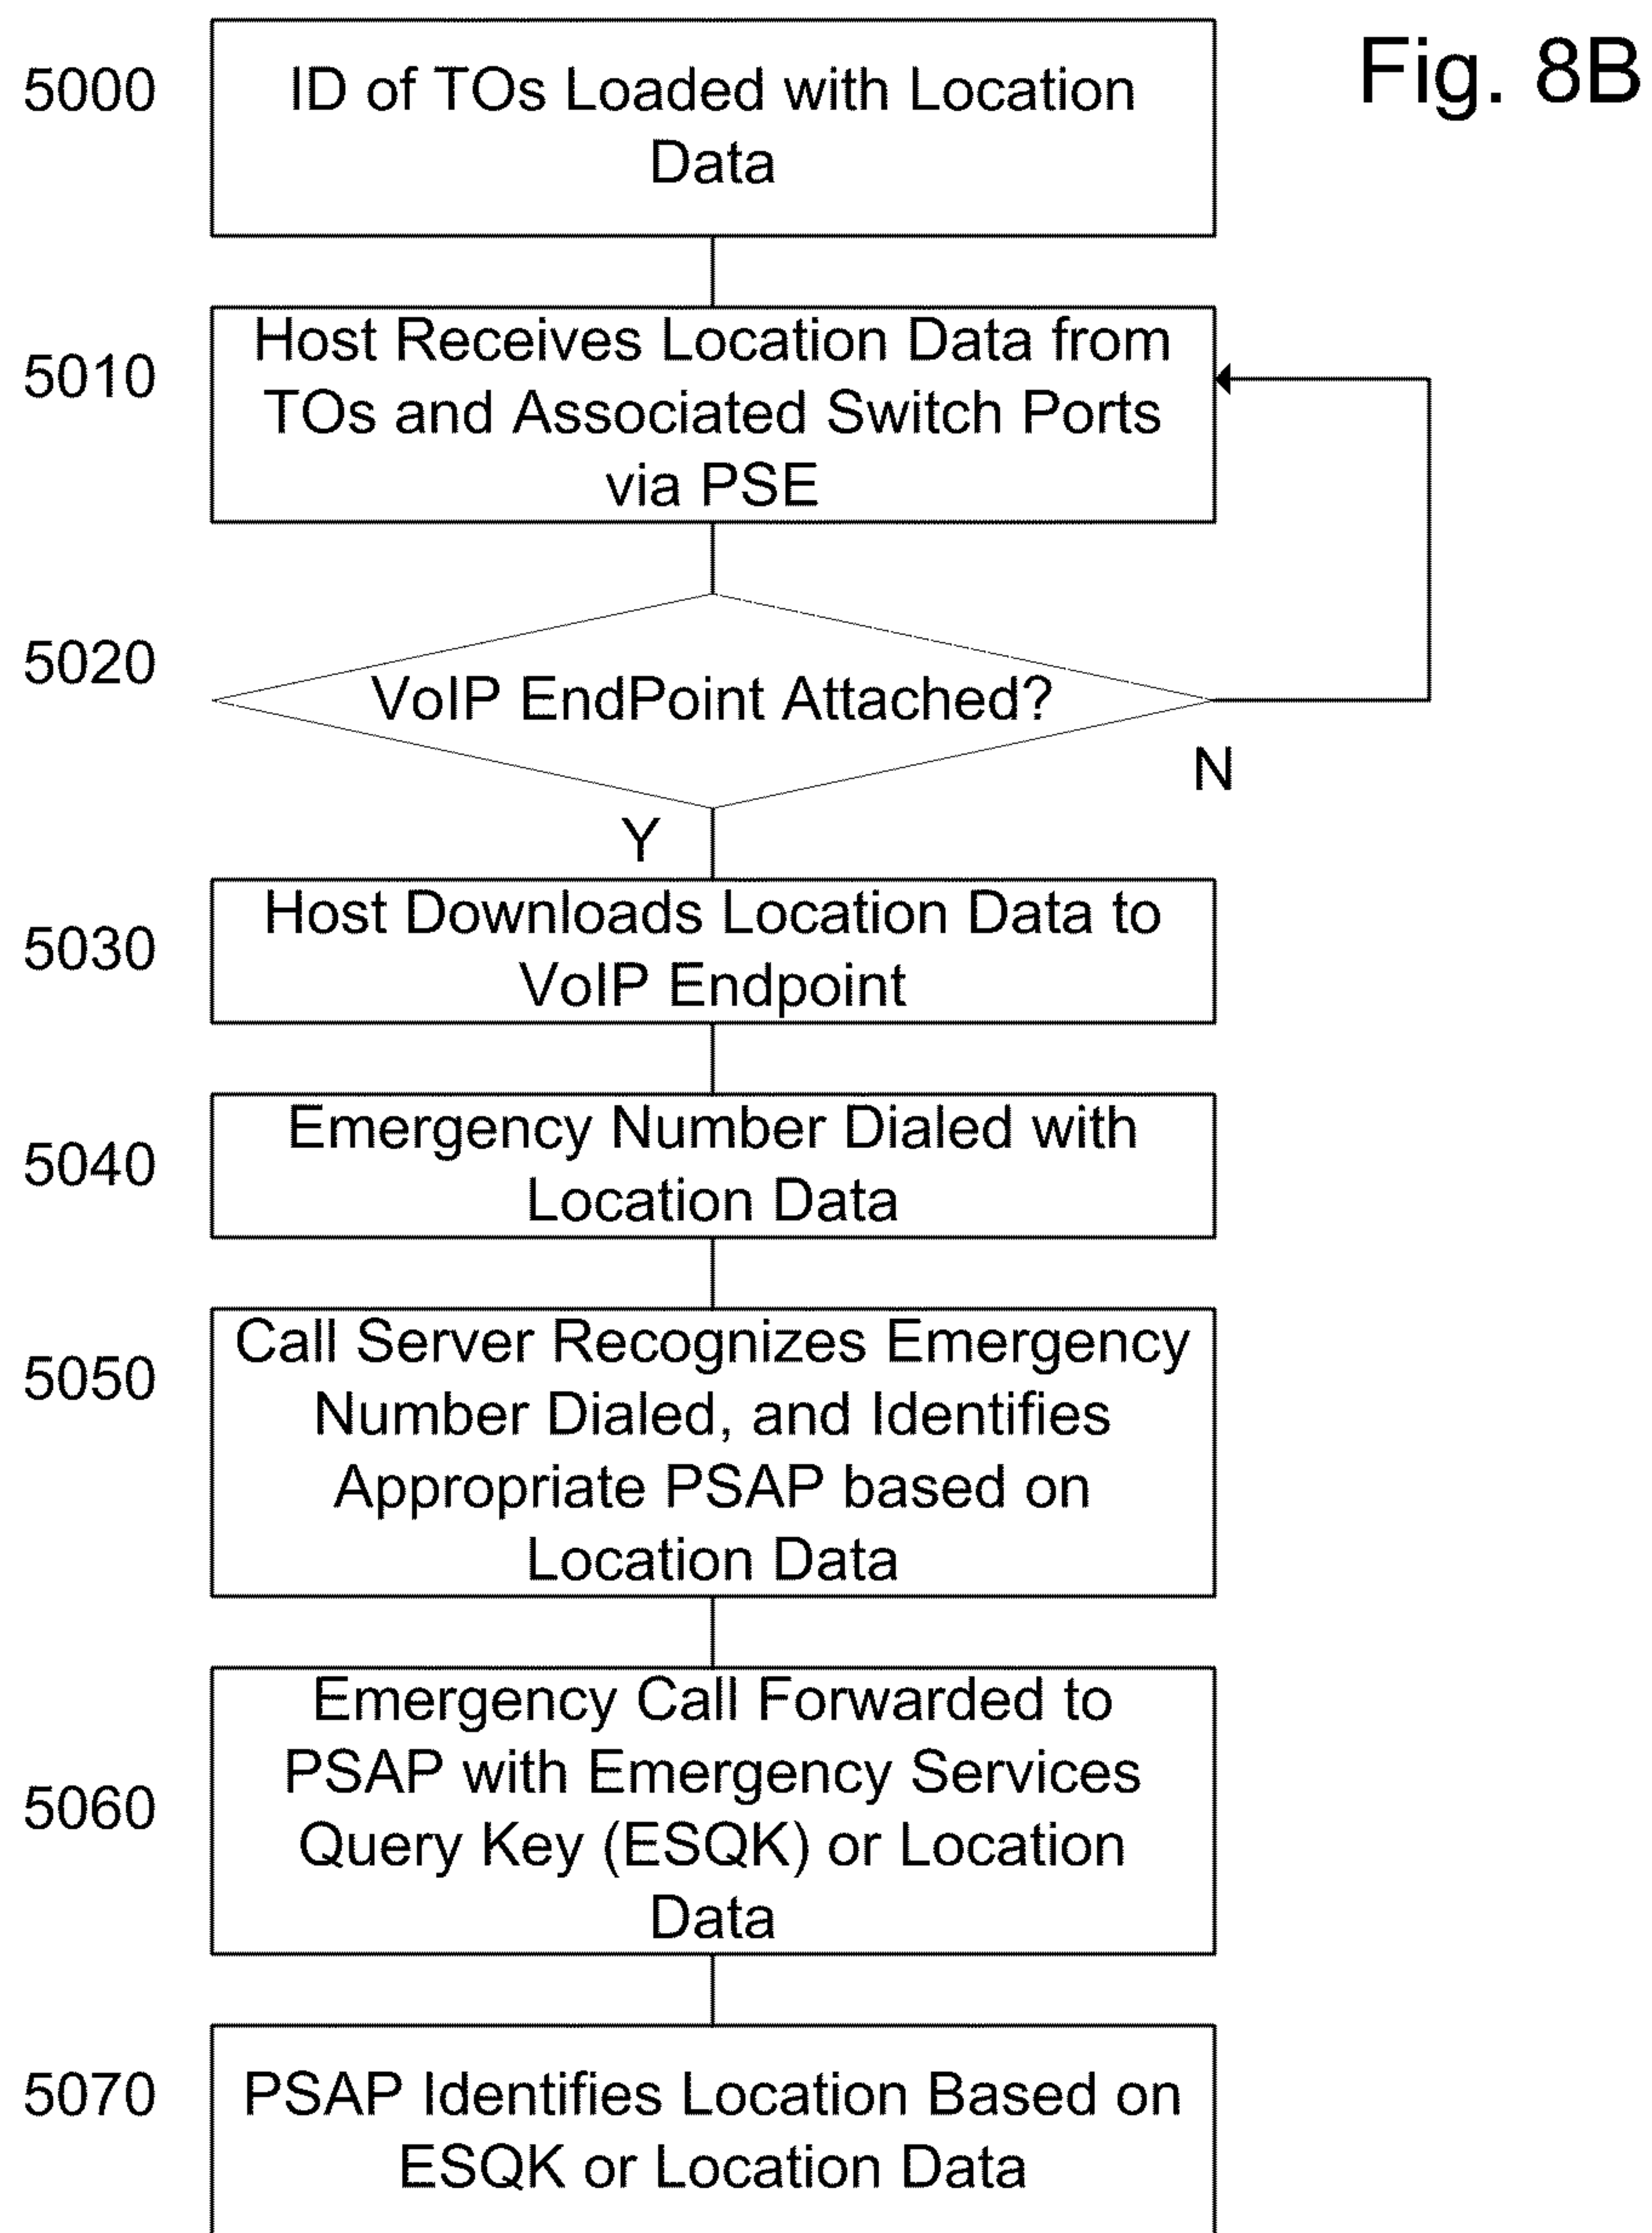 Fig. 8B
5000
ID of TOs Loaded with Location
Data
5010
Host Receives Location Data from
TOs and Associated Switch Ports
via PSE
5020
VoIP EndPoint Attached?
N
Y
5030
Host Downloads Location Data to
VoIP Endpoint
5040
Emergency Number Dialed with
Location Data
5050
Call Server Recognizes Emergency
Number Dialed, and Identifies
Appropriate PSAP based on
Location Data
5060
Emergency Call Forwarded to
PSAP with Emergency Services
Query Key (ESQK) or Location
Data
5070
PSAP Identifies Location Based on
ESQK or Location Data